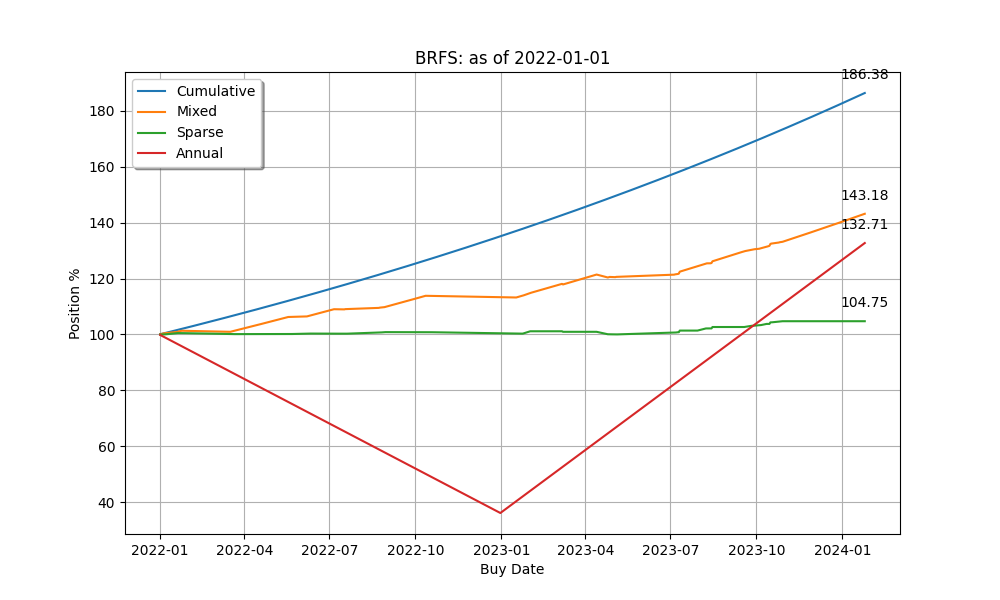 BRFS: as of 2022-01-01
186.38
Cumulative
Mixed
Sparse
Annual
180
160
143.18
140
132.71
120
104.75
100
80
60
40
Position %
2022-01 2022-04 2022-07 2022-10 2023-01 2023-04 2023-07 2023-10 2024-01
Buy Date